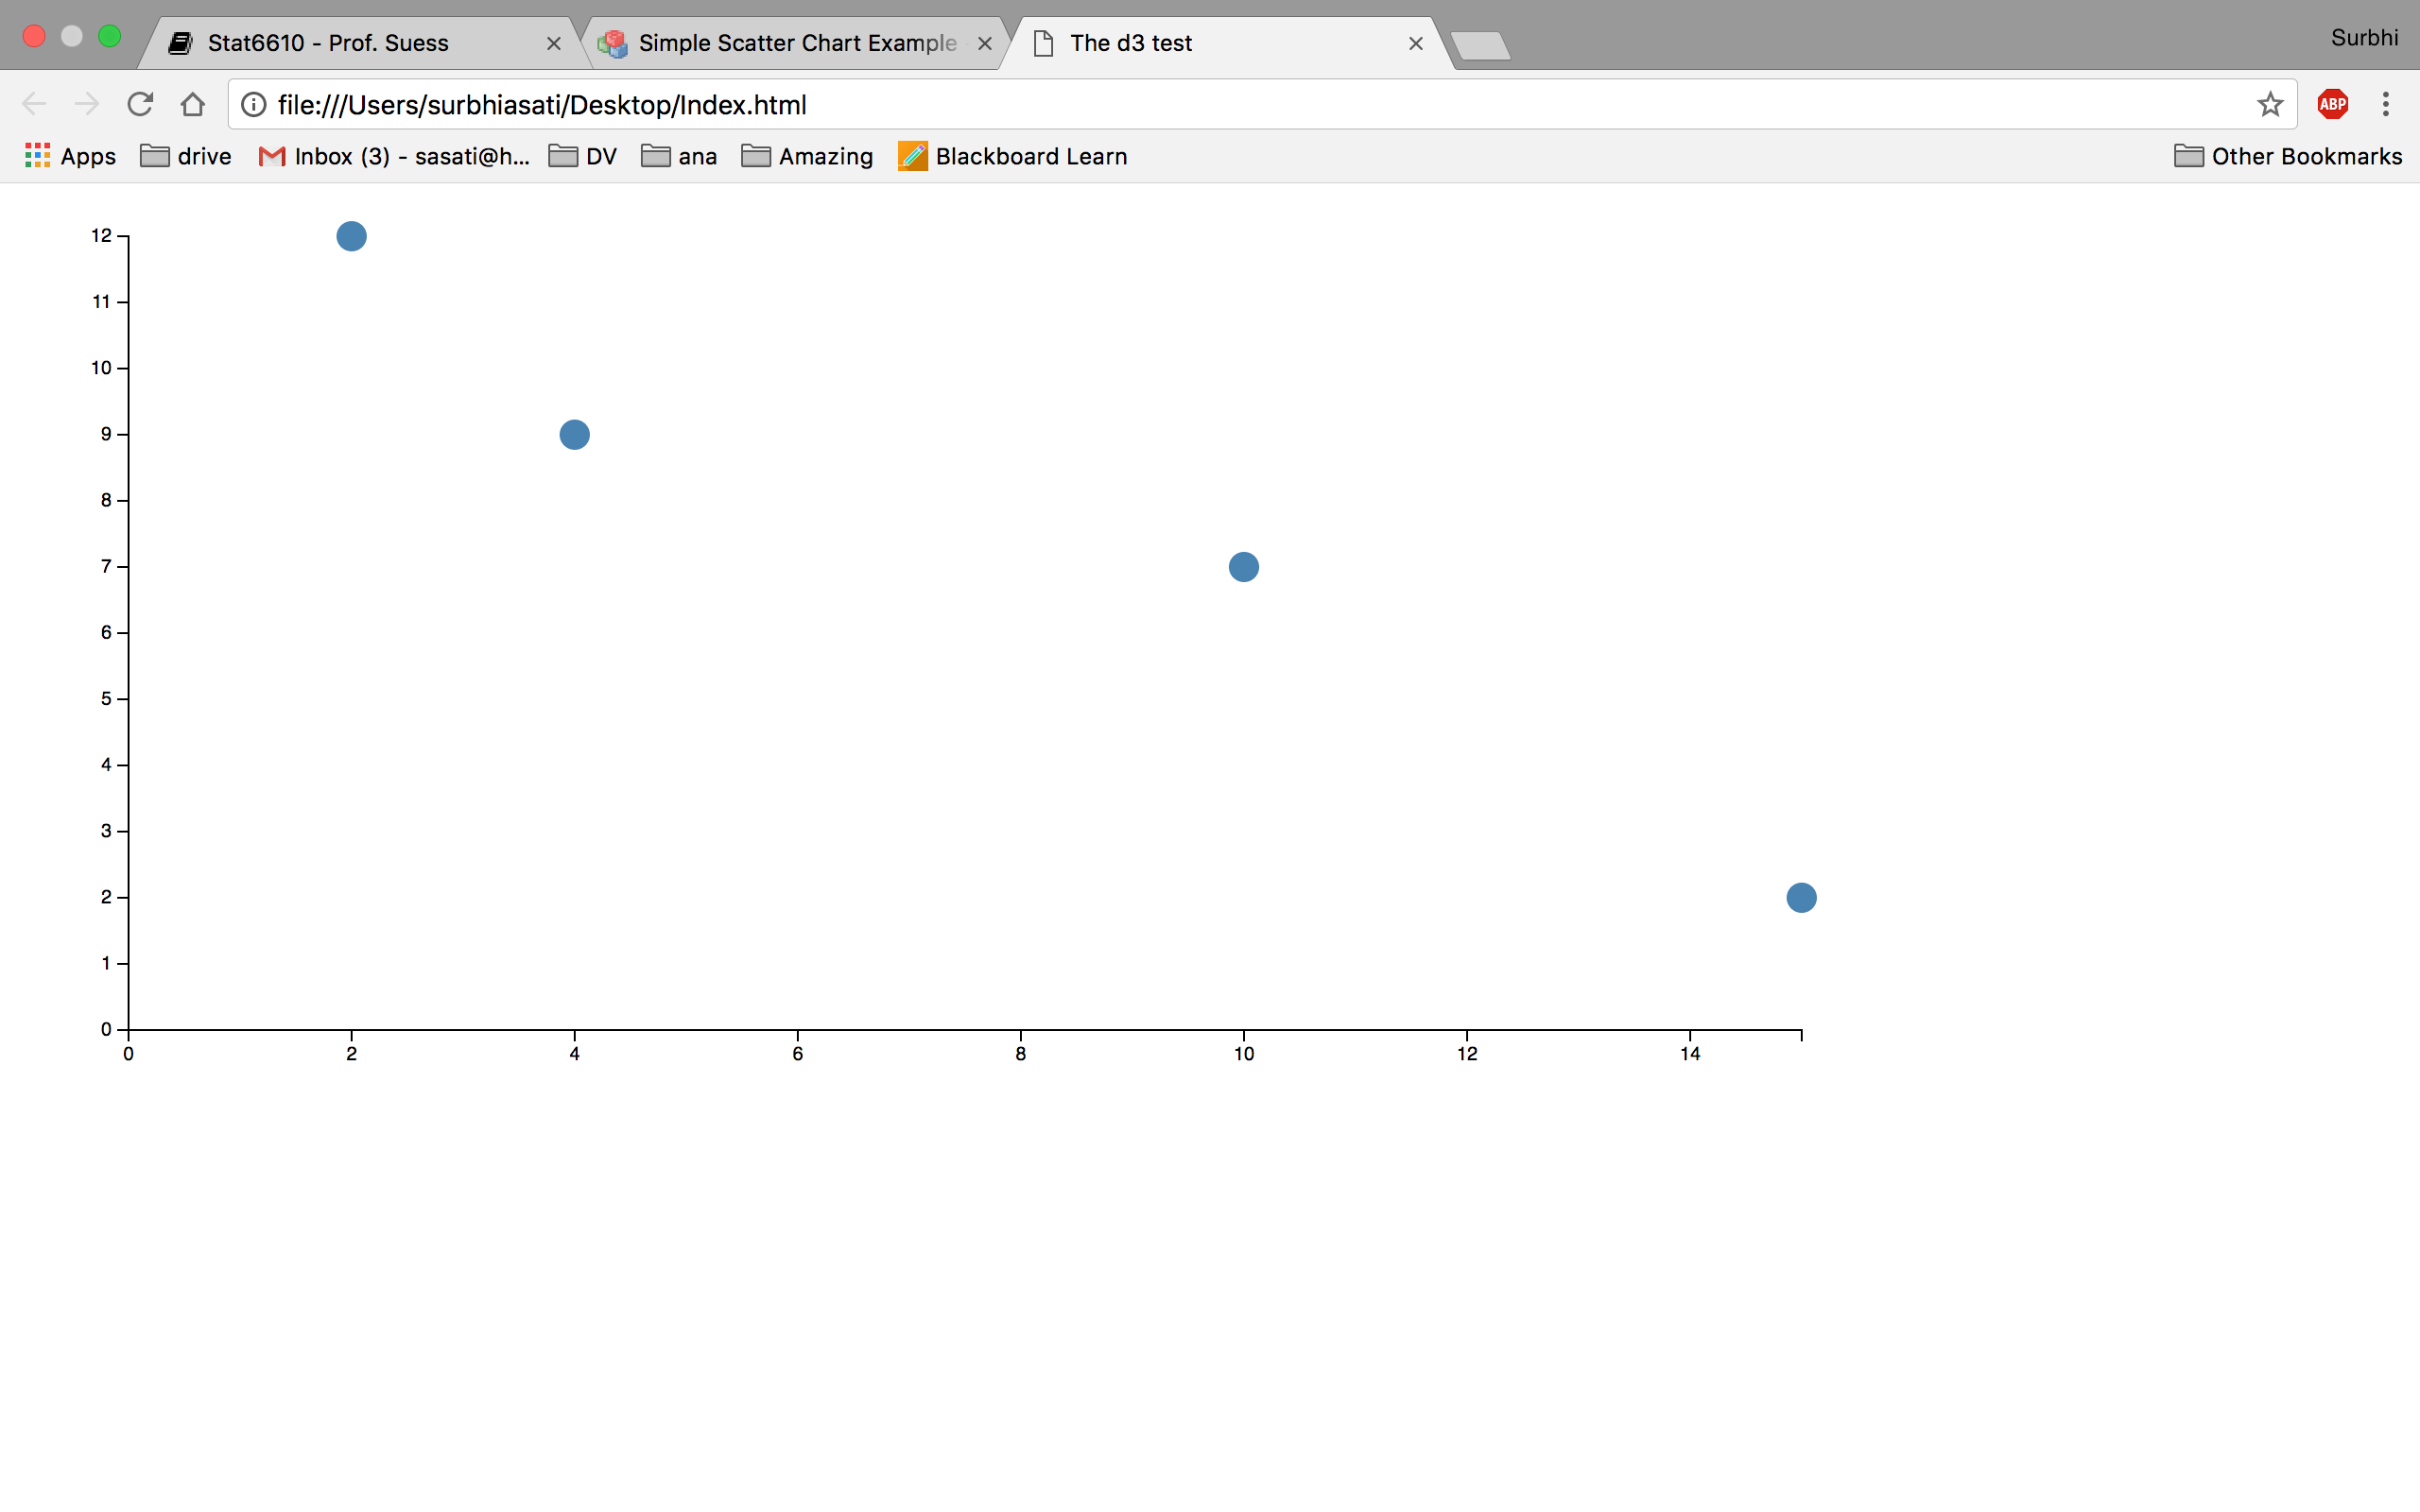 Stat6610 - Prof. Suess
Simple Scatter Chart Example
The d3 test
Surbhi
file:///Users/surbhiasati/Desktop/Index.html
ABP
Apps
drive
Inbox (3) - sasati@h...
DV
ana
Amazing
Blackboard Learn
Other Bookmarks
12
11
10
9
8
7
6
5
4
3
2
1
0
0 2 4 6 8 10 12 14